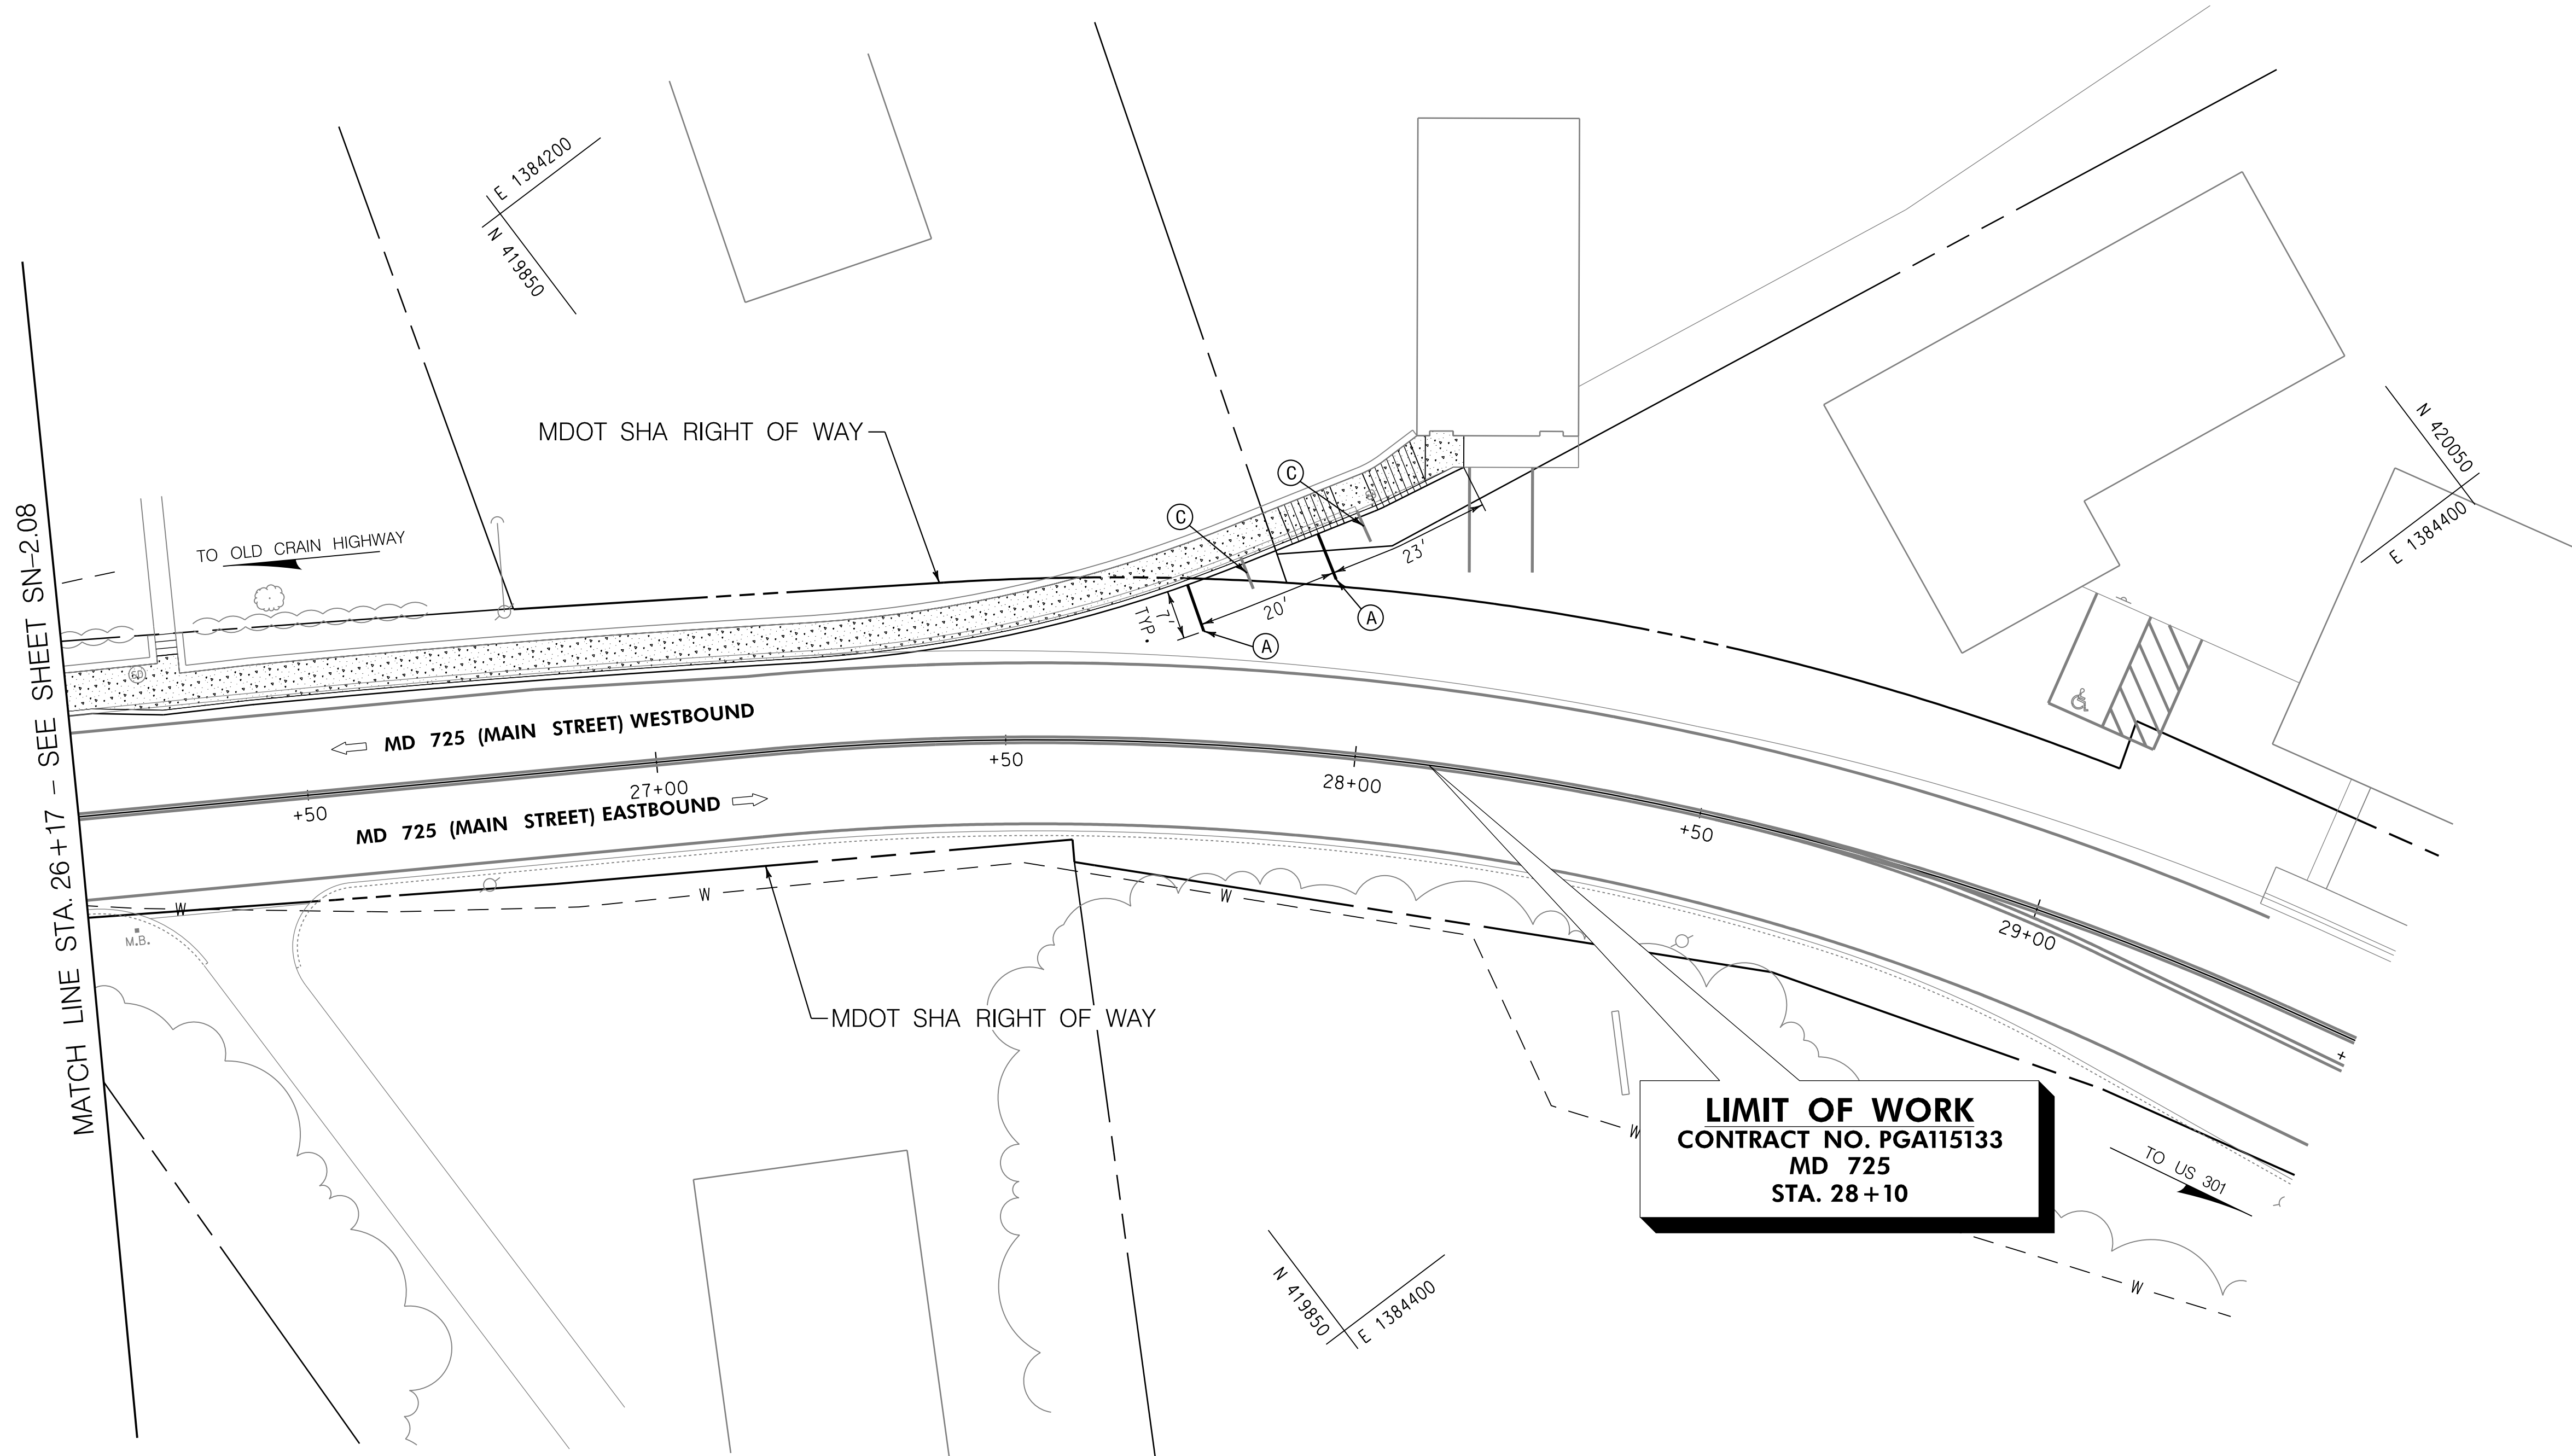 E 1384200
N 419850
MDOT SHA RIGHT OF WAY
N 420050
E 1384400
C
C
TO OLD CRAIN HIGHWAY
23'
20'
7'
TYP.
A
A
MATCH LINE STA. 26+17 - SEE SHEET SN-2.08
MD 725 (MAIN STREET) WESTBOUND
+50
27+00
+50
28+00
+50
29+00
+
MD 725 (MAIN STREET) EASTBOUND
W
W
W
M.B.
MDOT SHA RIGHT OF WAY
W
LIMIT OF WORK
CONTRACT NO. PGA115133
MD 725
STA. 28+10
TO US 301
W
N 419850
E 1384400